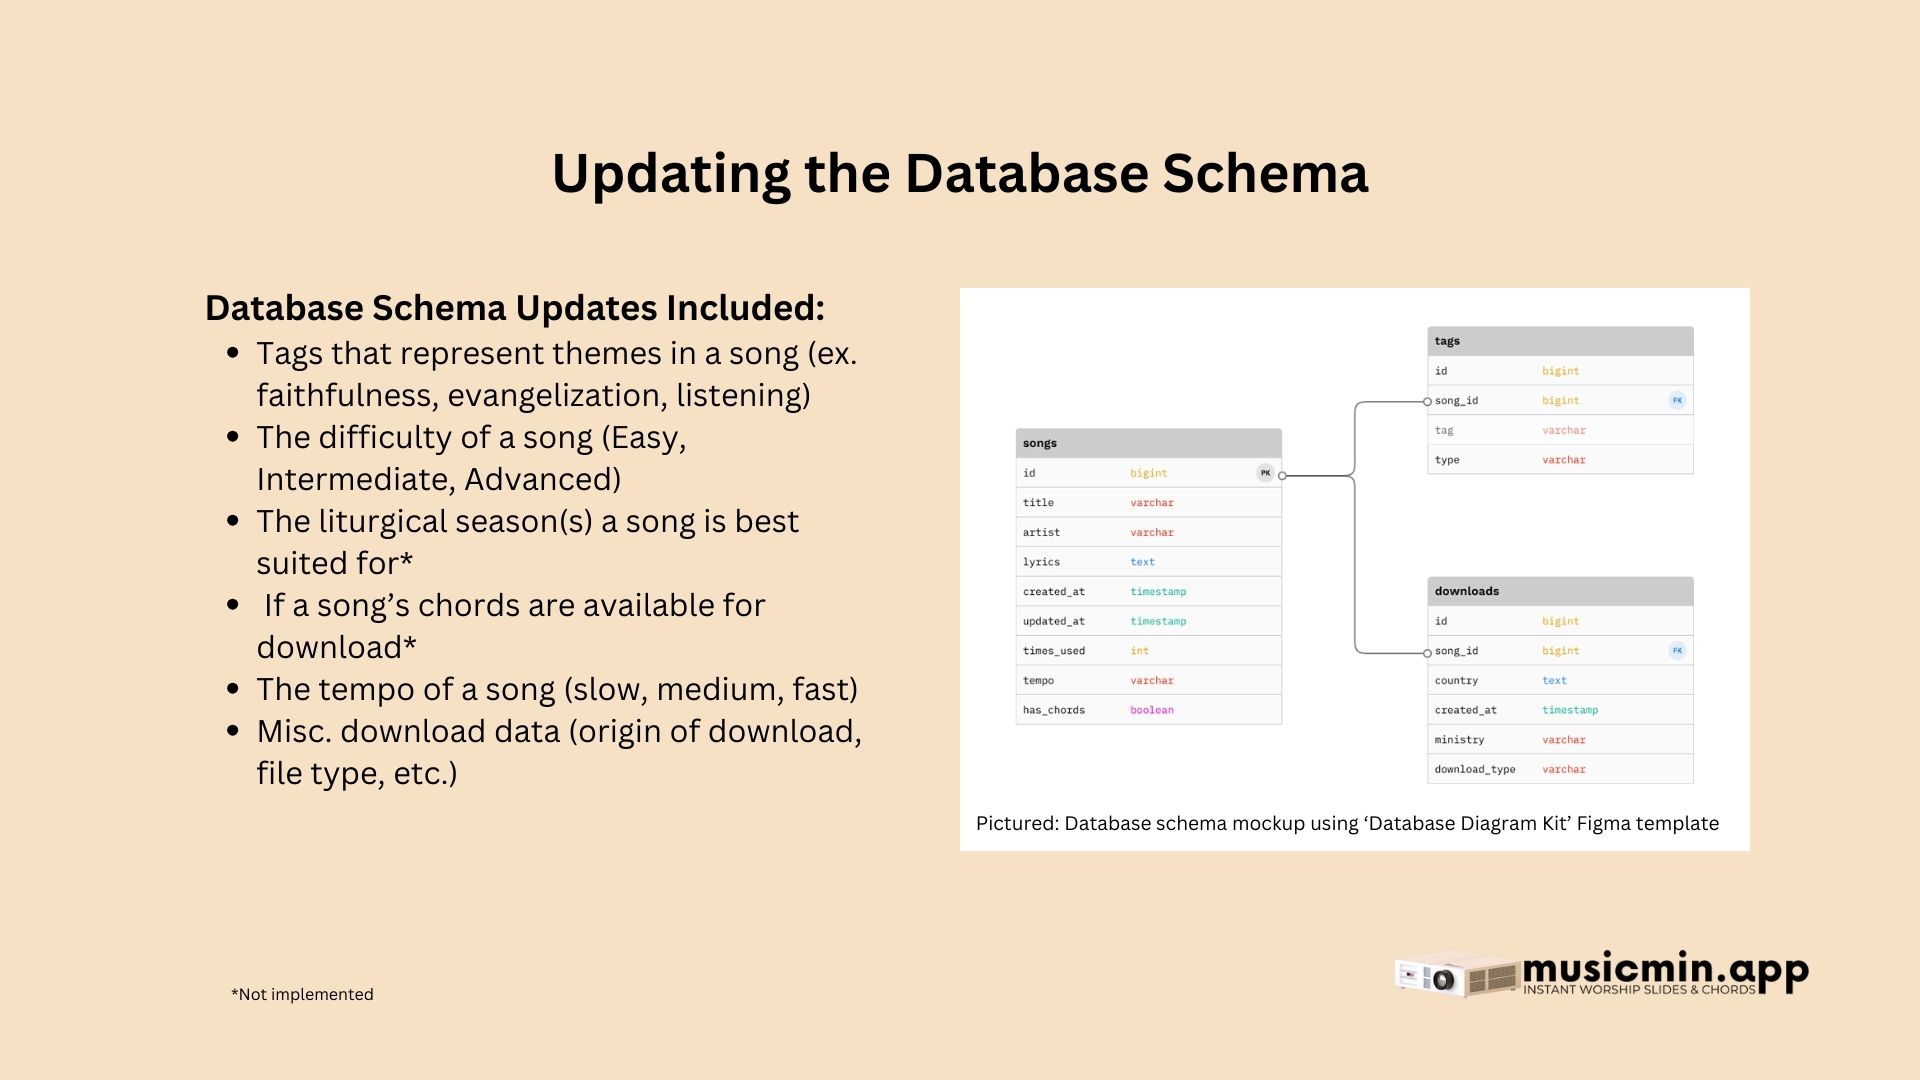 Updating the Database Schema
Database Schema Updates Included:
Tags that represent themes in a song (ex.
faithfulness, evangelization, listening)
The difficulty of a song (Easy,
Intermediate, Advanced)
The liturgical season(s) a song is best
suited for*
If a song’s chords are available for
download*
The tempo of a song (slow, medium, fast)
Misc. download data (origin of download,
file type, etc.)
songs
id bigint PK
title varchar
artist varchar
lyrics text
created_at timestamp
updated_at timestamp
times_used int
tempo varchar
has_chords boolean
tags
id bigint
song_id bigint FK
tag varchar
type varchar
downloads
id bigint
song_id bigint FK
country text
created_at timestamp
ministry varchar
download_type varchar
Pictured: Database schema mockup using ‘Database Diagram Kit’ Figma template
*Not implemented
musicmin.app
INSTANT WORSHIP SLIDES & CHORDS